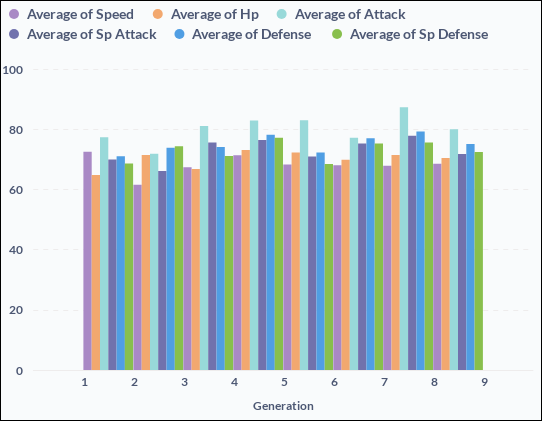 Average of Speed Average of Hp Average of Attack
Average of Sp Attack Average of Defense Average of Sp Defense
100
80
60
40
20
0
1 2 3 4 5 6 7 8 9
Generation